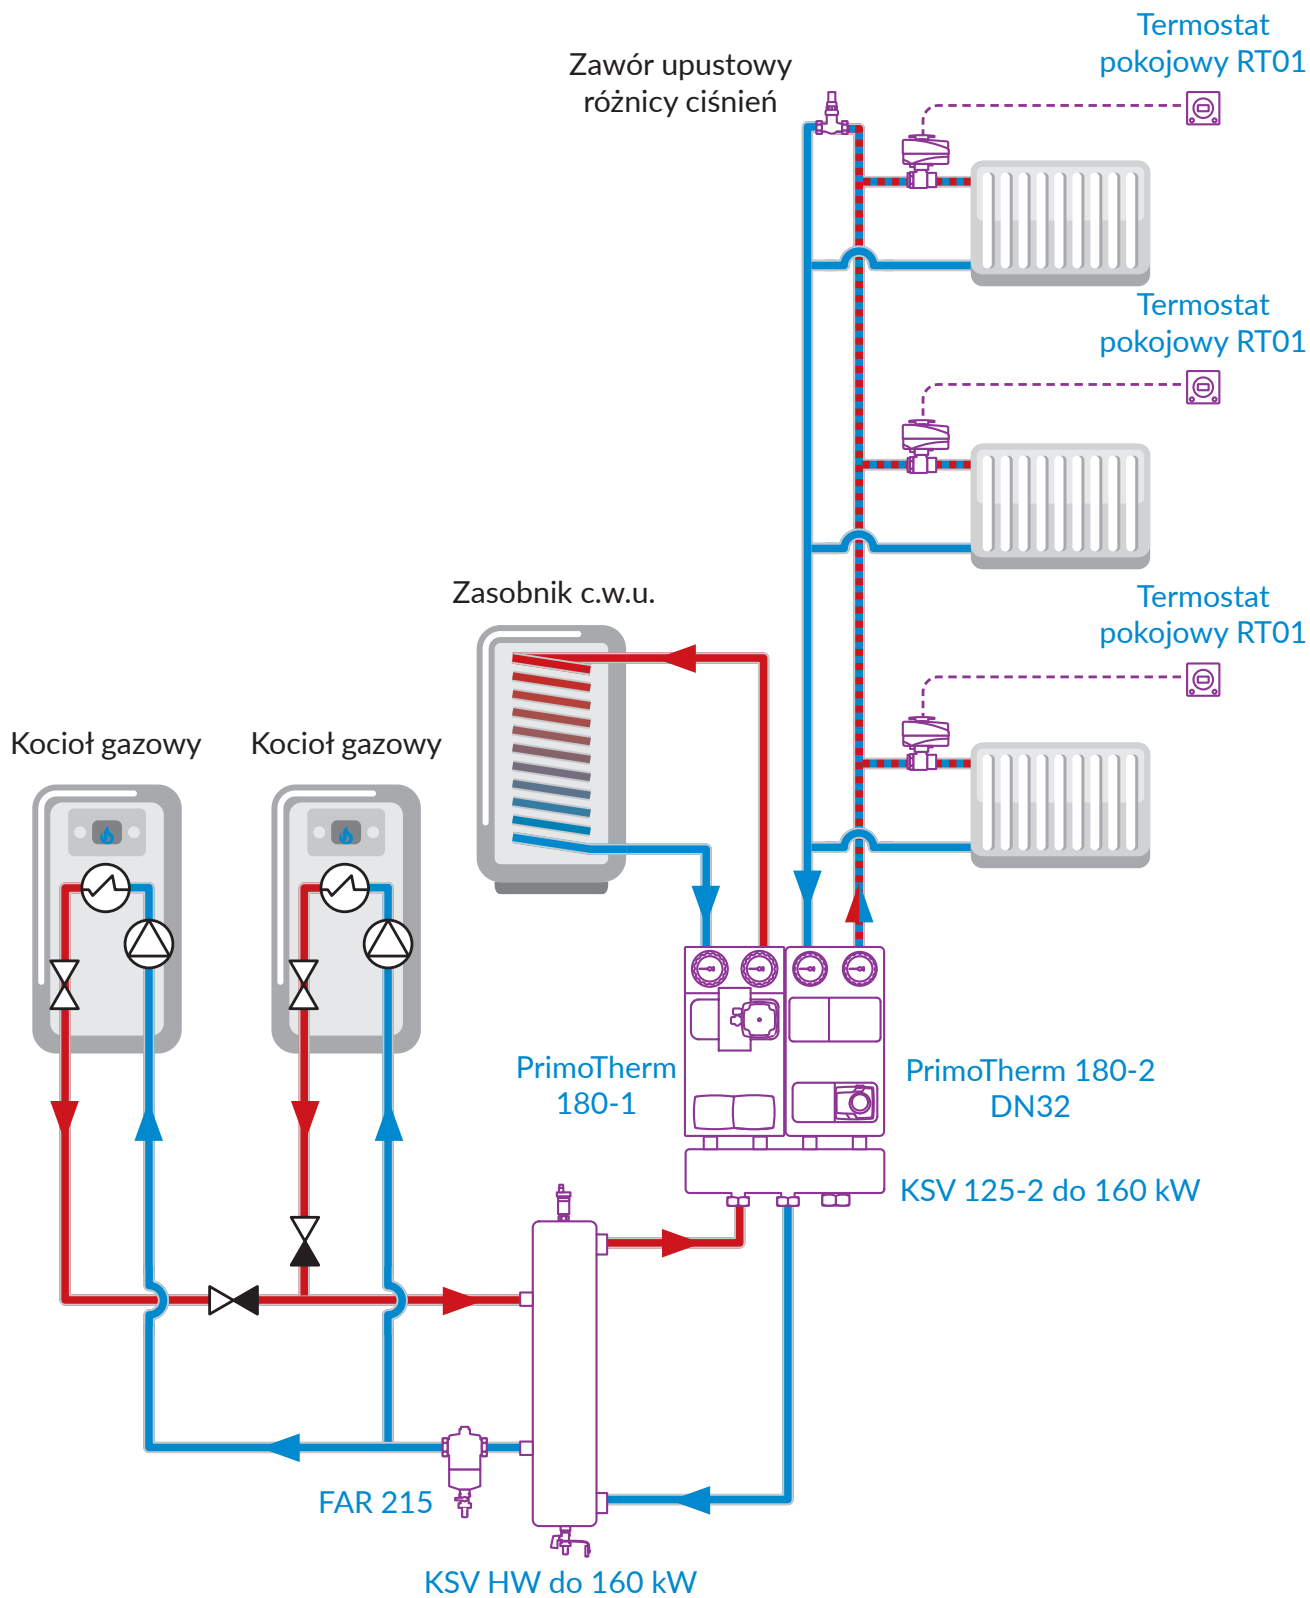 Termostat
pokojowy RT01
Zawór upustowy
różnicy ciśnień
Termostat
pokojowy RT01
Zasobnik c.w.u.
Termostat
pokojowy RT01
Kocioł gazowy
Kocioł gazowy
PrimoTherm
180-1
PrimoTherm 180-2
DN32
KSV 125-2 do 160 kW
FAR 215
KSV HW do 160 kW